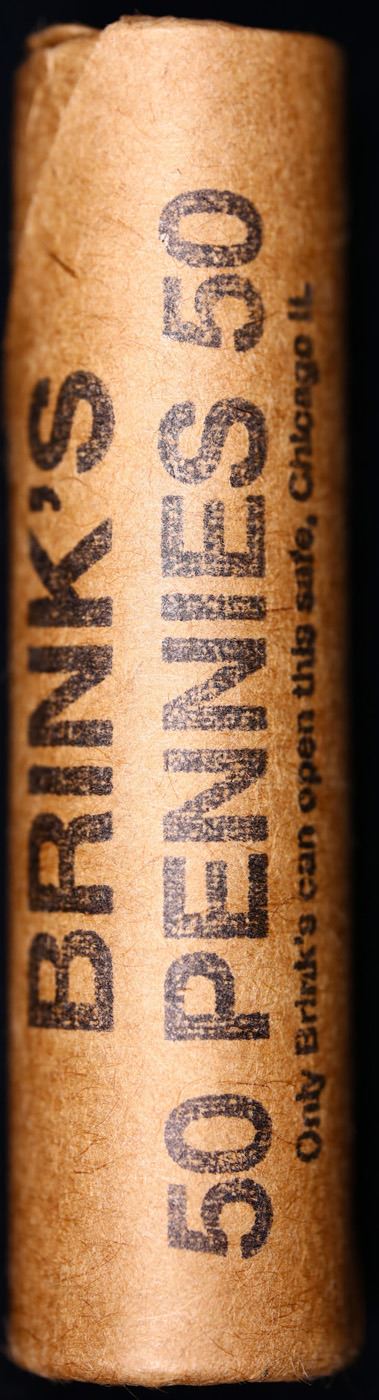 BRINK'S
50 PENNIES 50
Only Brink's can open this safe, Chicago IL